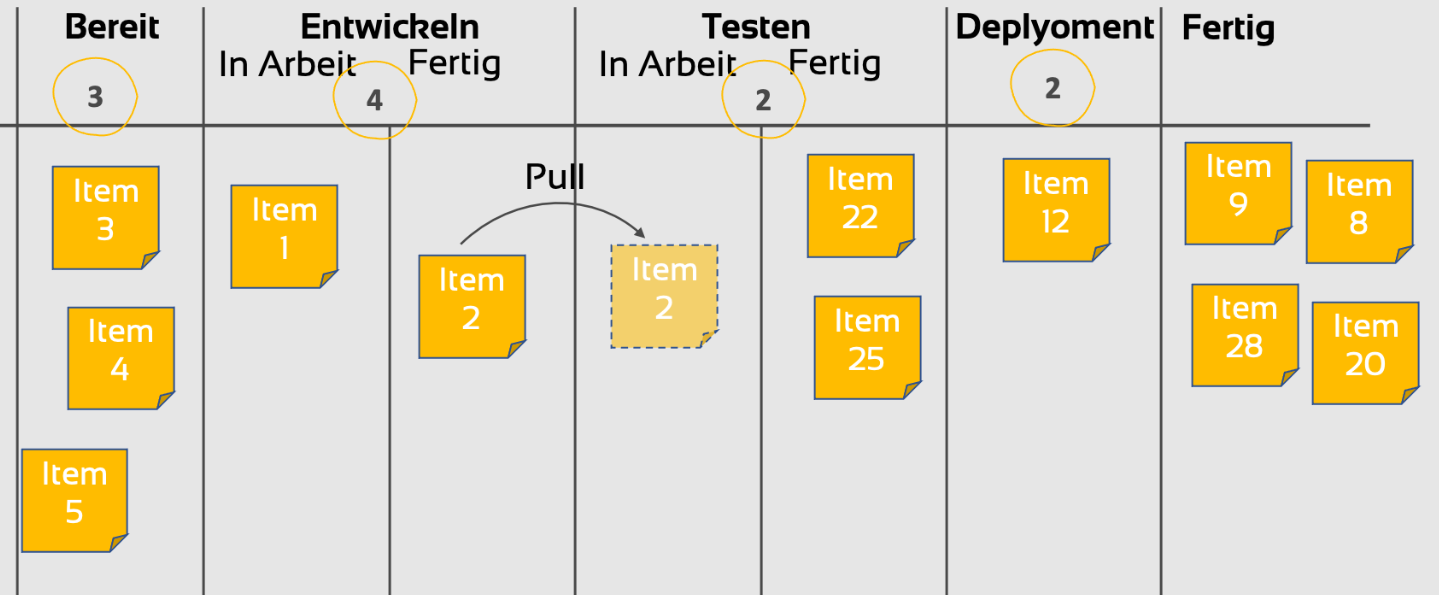 Bereit
Entwickeln
Testen
Deplyoment
Fertig
In Arbeit
Fertig
In Arbeit
Fertig
3
4
2
2
Pull
Item
3
Item
4
Item
5
Item
1
Item
2
Item
2
Item
22
Item
25
Item
12
Item
9
Item
8
Item
28
Item
20